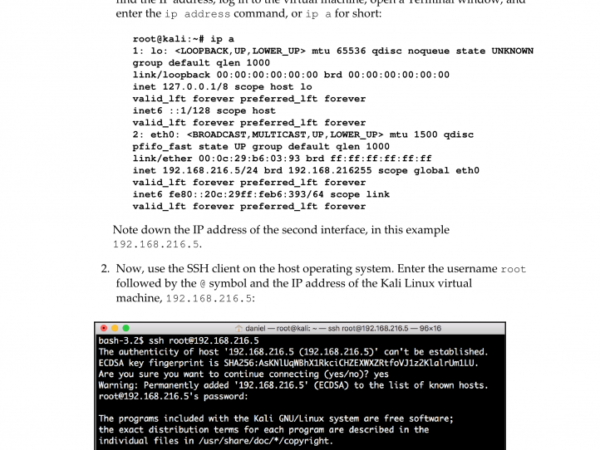 find the IP address, log in to the virtual machine, open a Terminal window, and
enter the ip address command, or ip a for short:
root@kali:~# ip a
1: lo: <LOOPBACK,UP,LOWER_UP> mtu 65536 qdisc noqueue state UNKNOWN
group default qlen 1000
link/loopback 00:00:00:00:00:00 brd 00:00:00:00:00:00
inet 127.0.0.1/8 scope host lo
valid_lft forever preferred_lft forever
inet6 ::1/128 scope host
valid_lft forever preferred_lft forever
2: eth0: <BROADCAST,MULTICAST,UP,LOWER_UP> mtu 1500 qdisc
pfifo_fast state UP group default qlen 1000
link/ether 00:0c:29:b6:03:93 brd ff:ff:ff:ff:ff:ff
inet 192.168.216.5/24 brd 192.168.216255 scope global eth0
valid_lft forever preferred_lft forever
inet6 fe80::20c:29ff:feb6:393/64 scope link
valid_lft forever preferred_lft forever
Note down the IP address of the second interface, in this example
192.168.216.5.
2. Now, use the SSH client on the host operating system. Enter the username root
followed by the @ symbol and the IP address of the Kali Linux virtual
machine, 192.168.216.5:
daniel — root@kali: ~ — ssh root@192.168.216.5 — 96×16
bash-3.2$ ssh root@192.168.216.5
The authenticity of host '192.168.216.5 (192.168.216.5)' can't be established.
ECDSA key fingerprint is
Are you sure you want to continue connecting (yes/no)? yes
Warning: Permanently added '192.168.216.5' (ECDSA) to the list of known hosts.
root@192.168.216.5's password:
The programs included with the Kali GNU/Linux system are free software;
the exact distribution terms for each program are described in the
individual files in /usr/share/doc/*/copyright.